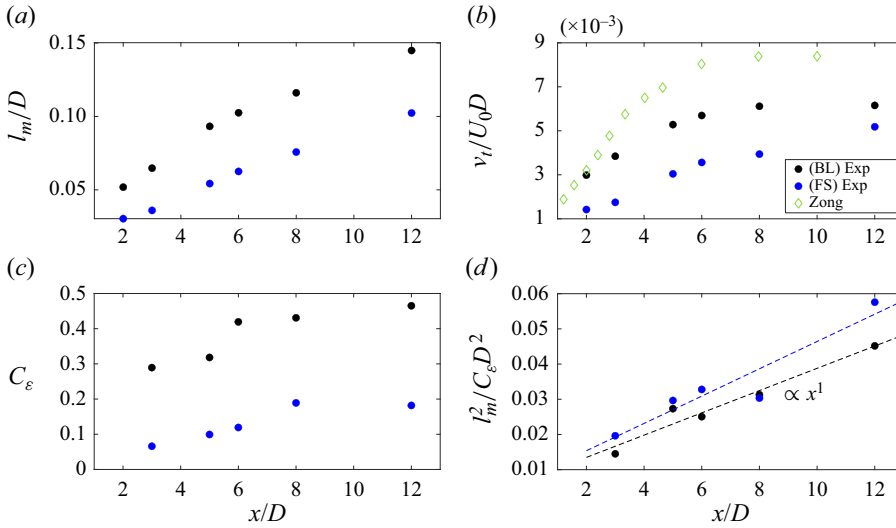 (a)
0.15
0.10
0.05
l_m/D
2 4 6 8 10 12
(b)
(×10⁻³)
9
7
5
3
1
ν_t/U₀D
2 4 6 8 10 12
(BL) Exp
(FS) Exp
Zong
(c)
0.5
0.4
0.3
0.2
0.1
0
C_ε
2 4 6 8 10 12
x/D
(d)
0.06
0.05
0.04
0.03
0.02
0.01
l_m²/C_εD²
∝ x¹
2 4 6 8 10 12
x/D